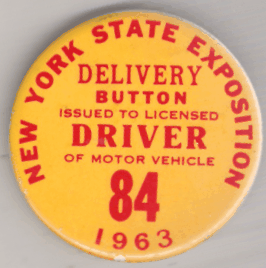 NEW YORK STATE EXPOSITION
DELIVERY
BUTTON
ISSUED TO LICENSED
DRIVER
OF MOTOR VEHICLE
84
1963